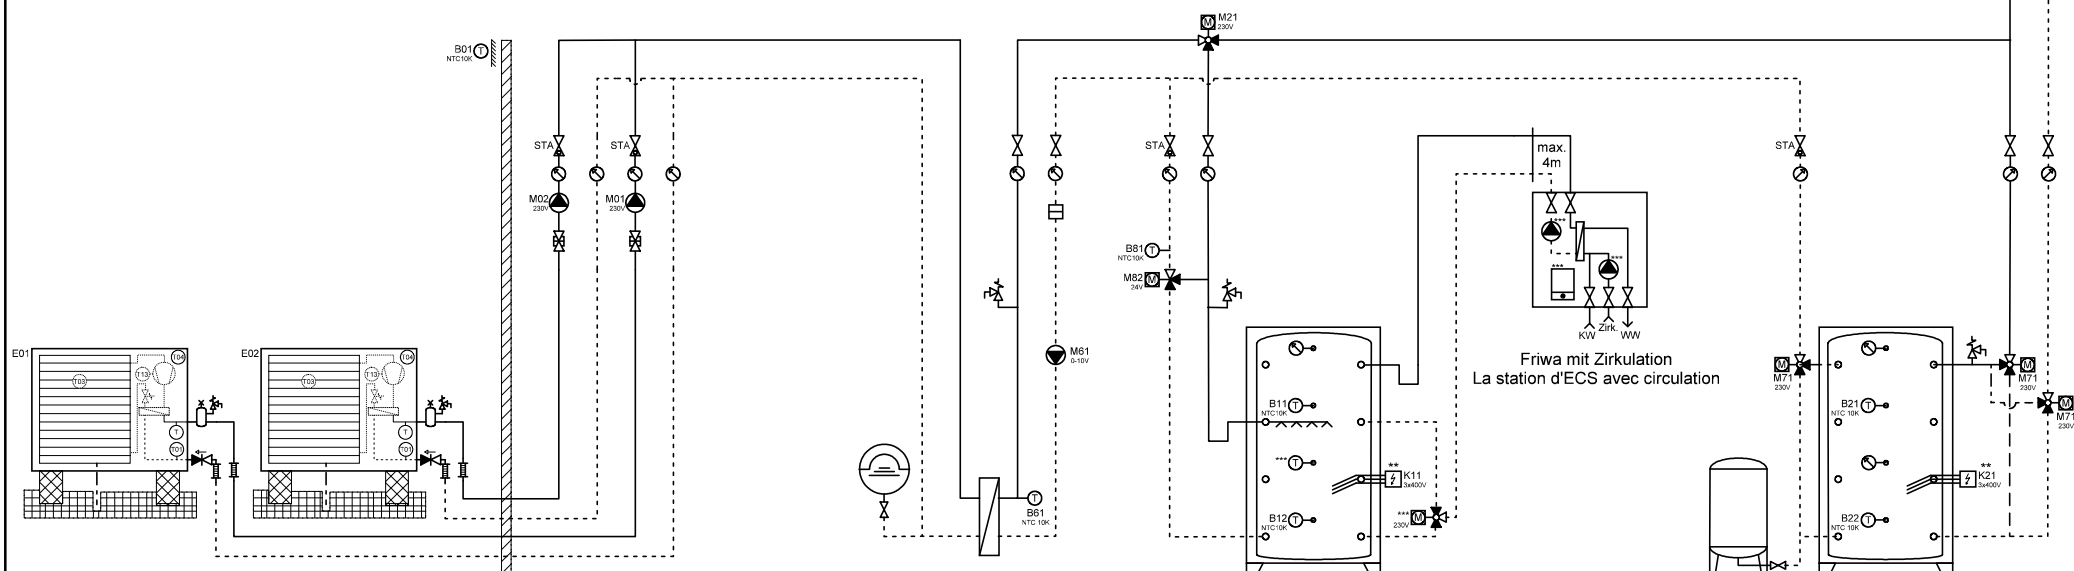 M21
230V
B01
T
NTC10K
STA
STA
STA
STA
max.
4m
M02
230V
M01
230V
***
B81
T
NTC10K
***
***
M82
M
24V
KW
Zirk.
WW
E01
T04
T13
T03
T
T01
E02
T04
T13
T03
T
T01
M61
0-10V
Friwa mit Zirkulation
La station d'ECS avec circulation
M
M71
230V
M
M71
230V
M
M71
230V
B11
T
NTC10K
B21
T
NTC 10K
***
T
**
K11
3x400V
**
K21
3x400V
T
B61
NTC 10K
B12
T
NTC10K
***
M
230V
B22
T
NTC 10K